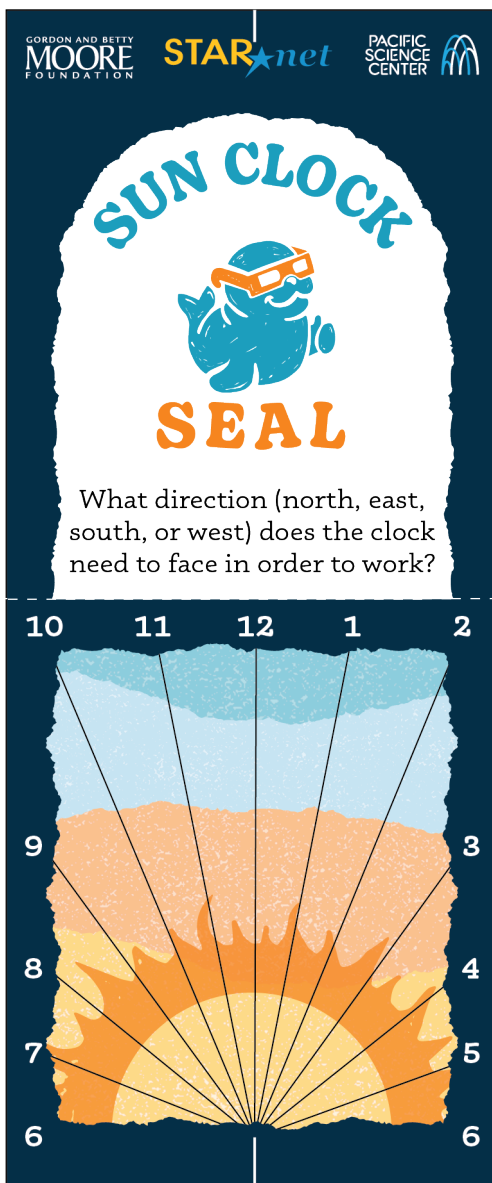 GORDON AND BETTY
MOORE
FOUNDATION
STAR net
PACIFIC
SCIENCE
CENTER
SUN CLOCK
SEAL
What direction (north, east,
south, or west) does the clock
need to face in order to work?
10 11 12 1 2
9 3
8 4
7 5
6 6